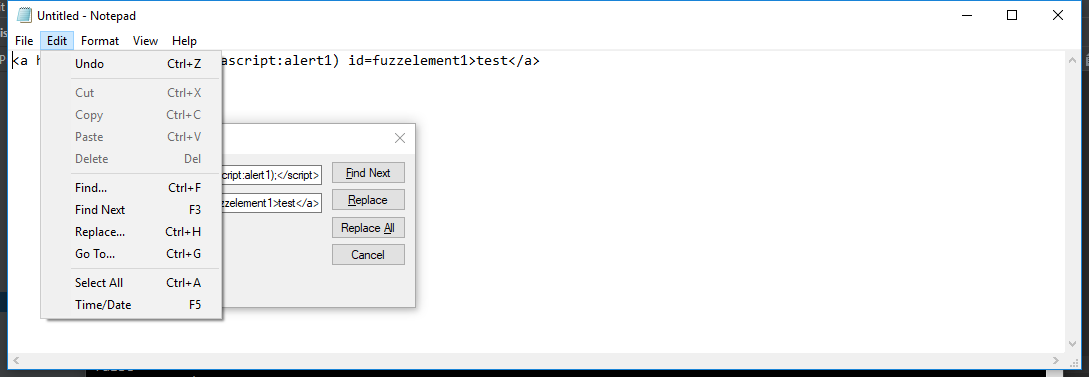 Untitled - Notepad
File Edit Format View Help
<a h ascript:alert1) id=fuzzelement1>test</a>
Undo Ctrl+Z
Cut Ctrl+X
Copy Ctrl+C
Paste Ctrl+V
Delete Del
Find... Ctrl+F
Find Next F3
Replace... Ctrl+H
Go To... Ctrl+G
Select All Ctrl+A
Time/Date F5
cript:alert1);</script>
zzelement1>test</a>
Find Next
Replace
Replace All
Cancel